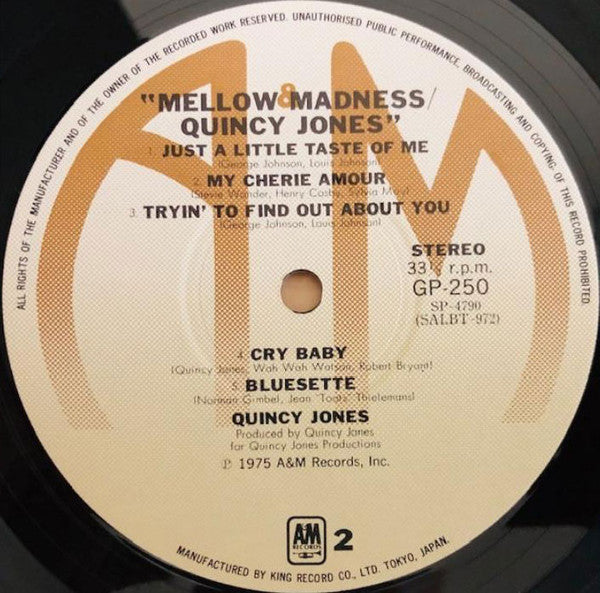 ALL RIGHTS OF THE MANUFACTURER AND OF THE OWNER OF THE RECORDED WORK RESERVED. UNAUTHORISED PUBLIC PERFORMANCE, BROADCASTING AND COPYING OF THIS RECORD PROHIBITED.
&
"MELLOW MADNESS/
QUINCY JONES"
1. JUST A LITTLE TASTE OF ME
(George Johnson, Louis Johnson)
2. MY CHERIE AMOUR
(Stevie Wonder, Henry Cosby, Sylvia Moy)
3. TRYIN' TO FIND OUT ABOUT YOU
(George Johnson, Louis Johnson)
STEREO
33⅓ r.p.m.
GP-250
SP-4790
(SALBT-972)
4. CRY BABY
(Quincy Jones, Wah Wah Watson, Robert Bryant)
5. BLUESETTE
(Norman Gimbel, Jean "Toots" Thielemans)
QUINCY JONES
Produced by Quincy Jones
for Quincy Jones Productions
℗ 1975 A&M Records, Inc.
A&M
RECORDS
2
MANUFACTURED BY KING RECORD CO., LTD. TOKYO, JAPAN.